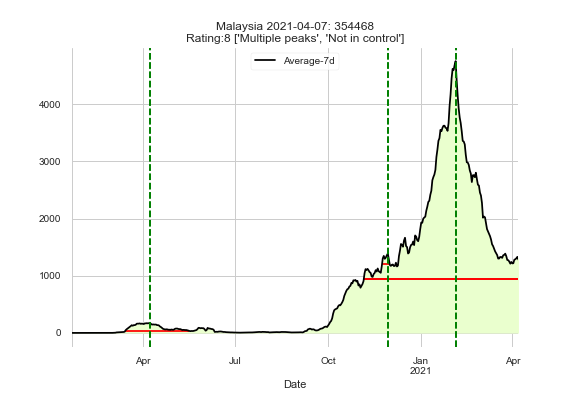 Malaysia 2021-04-07: 354468
Rating:8 ['Multiple peaks', 'Not in control']
Average-7d
4000
3000
2000
1000
0
Apr
Jul
Oct
Jan
2021
Apr
Date